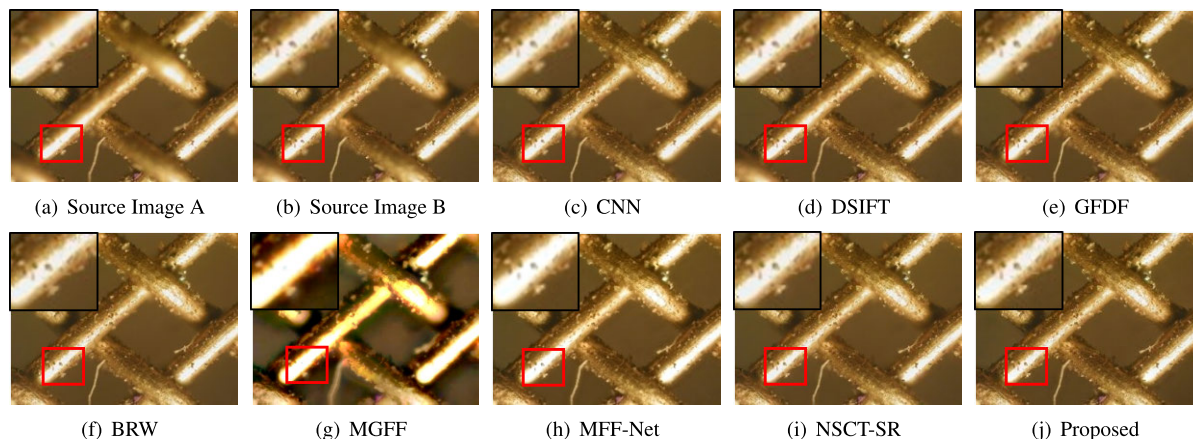 (a) Source Image A
(b) Source Image B
(c) CNN
(d) DSIFT
(e) GFDF
(f) BRW
(g) MGFF
(h) MFF-Net
(i) NSCT-SR
(j) Proposed